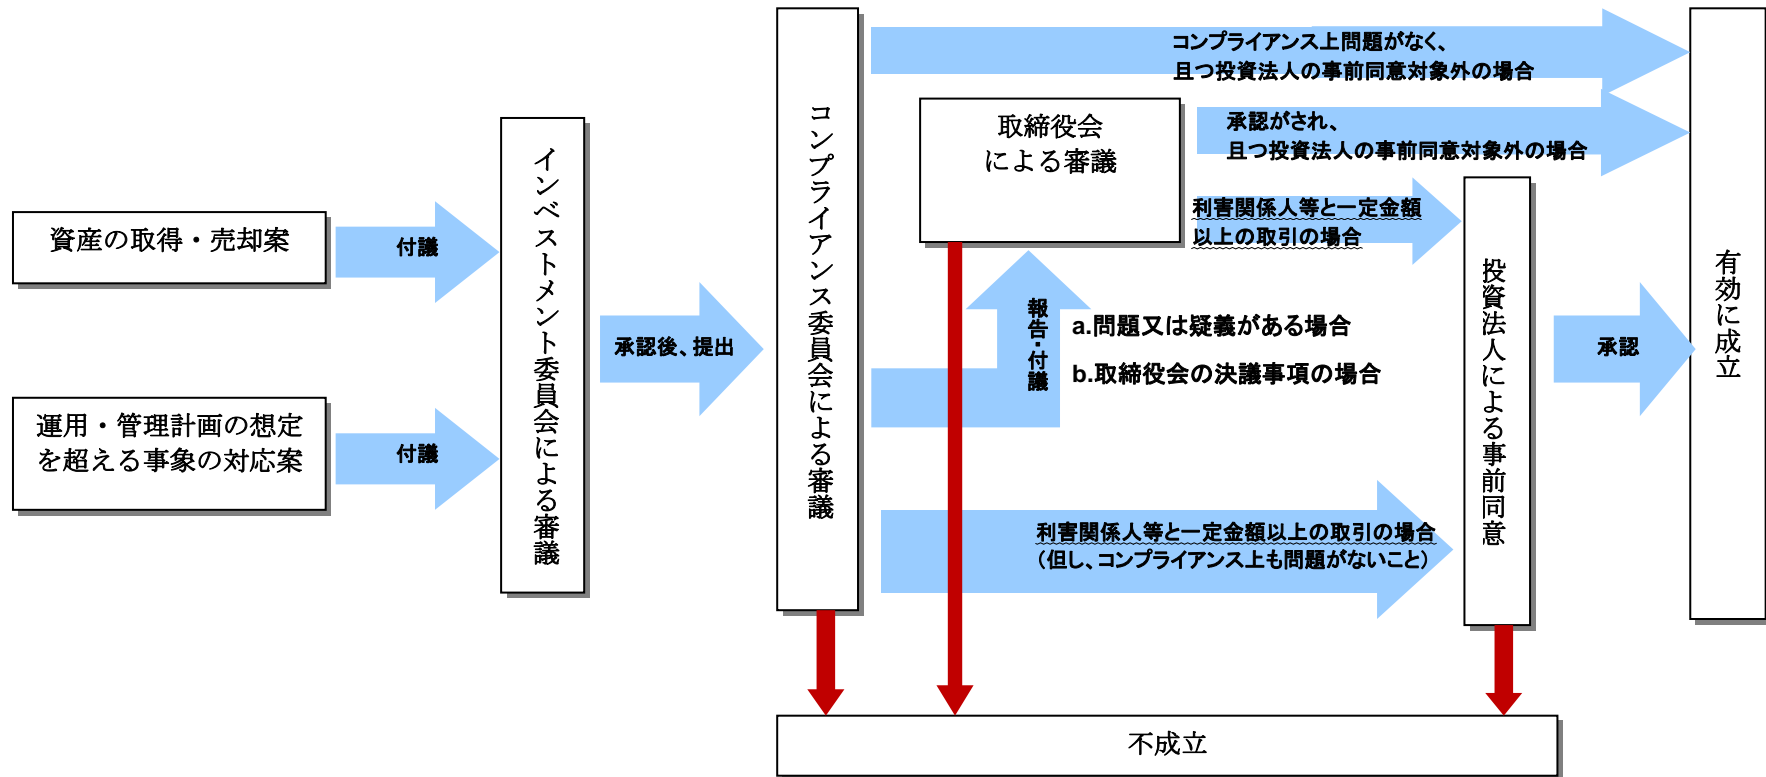 資産の取得・売却案
付議
運用・管理計画の想定
を超える事象の対応案
付議
インベストメント委員会による審議
承認後、提出
コンプライアンス委員会による審議
コンプライアンス上問題がなく、
且つ投資法人の事前同意対象外の場合
取締役会
による審議
承認がされ、
且つ投資法人の事前同意対象外の場合
利害関係人等と一定金額
以上の取引の場合
報告・付議
a.問題又は疑義がある場合
b.取締役会の決議事項の場合
利害関係人等と一定金額以上の取引の場合
（但し、コンプライアンス上も問題がないこと）
投資法人による事前同意
承認
有効に成立
不成立